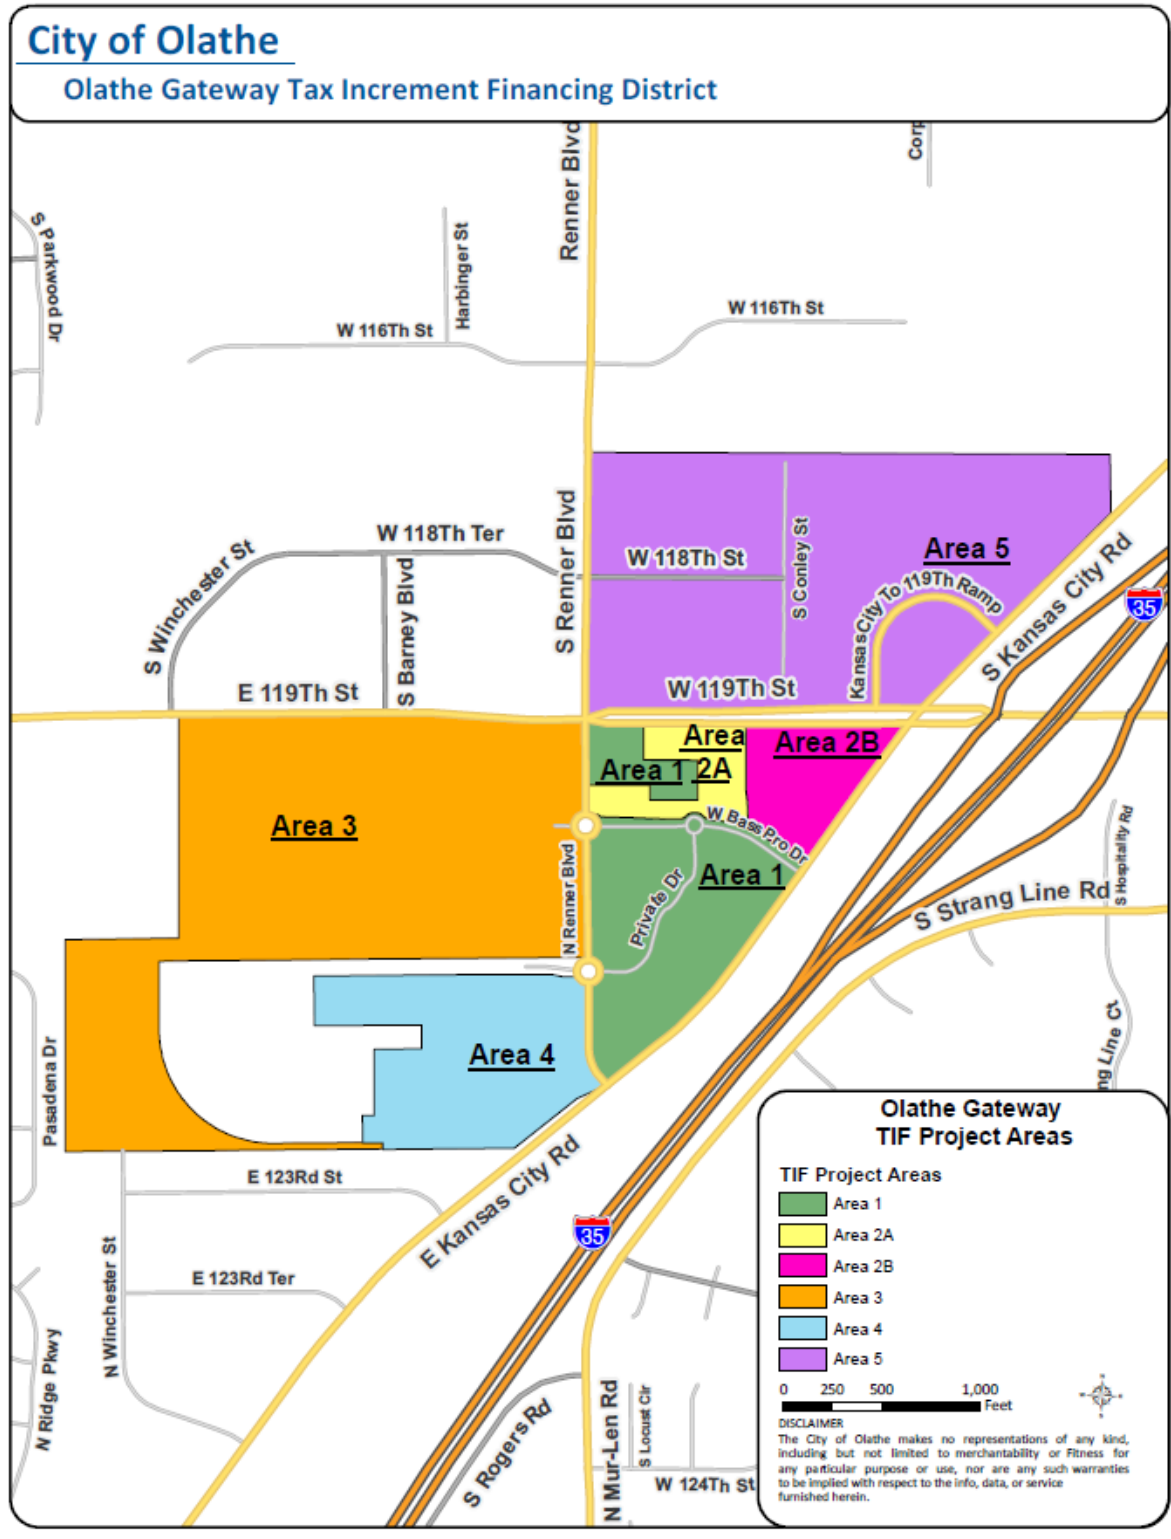 City of Olathe
Olathe Gateway Tax Increment Financing District
Renner Blvd
Corp
S Parkwood Dr
Harbinger St
W 116Th St
W 116Th St
S Renner Blvd
W 118Th Ter
S Winchester St
S Barney Blvd
W 118Th St
S Conley St
Area 5
Kansas City To 119Th Ramp
S Kansas City Rd
35
E 119Th St
W 119Th St
Area
2A
Area 2B
Area 1
Area 3
W Bass Pro Dr
N Renner Blvd
Private Dr
Area 1
S Hospitality Rd
S Strang Line Rd
Area 4
Pasadena Dr
ng Line Ct
E 123Rd St
E Kansas City Rd
35
N Winchester St
E 123Rd Ter
N Ridge Pkwy
S Rogers Rd
N Mur-Len Rd
S Locust Cir
W 124Th St
Olathe Gateway
TIF Project Areas
TIF Project Areas
Area 1
Area 2A
Area 2B
Area 3
Area 4
Area 5
0 250 500 1,000
Feet
DISCLAIMER
The City of Olathe makes no representations of any kind,
including but not limited to merchantability or Fitness for
any particular purpose or use, nor are any such warranties
to be implied with respect to the info, data, or service
furnished herein.